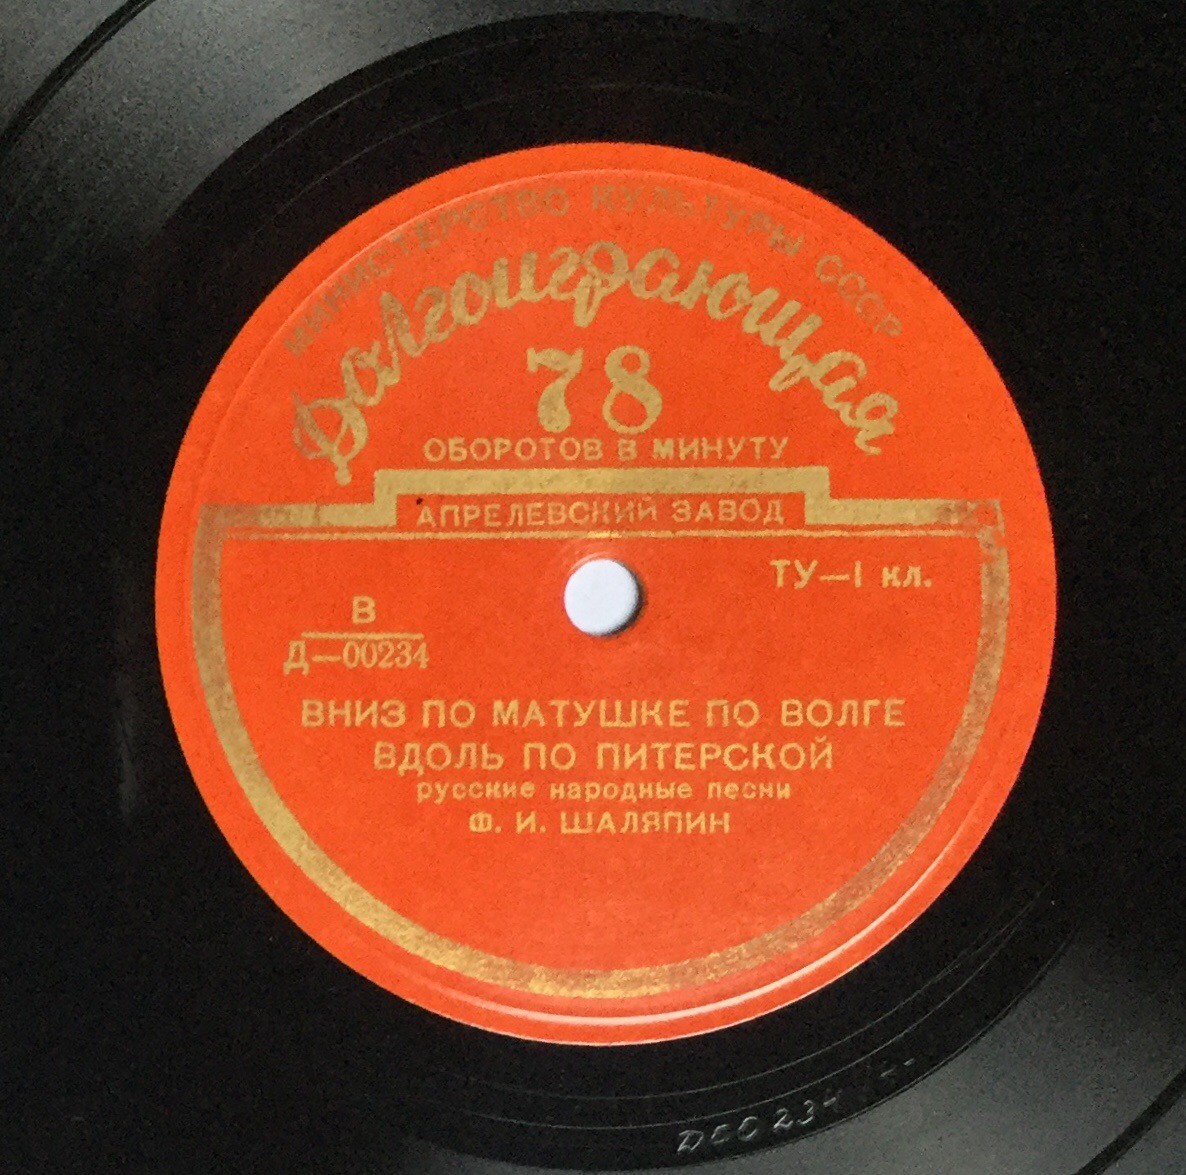 МИНИСТЕРСТВО КУЛЬТУРЫ СССР
Долгоиграющая
78
ОБОРОТОВ В МИНУТУ
АПРЕЛЕВСКИЙ ЗАВОД
ТУ—I кл.
В
Д—00234
ВНИЗ ПО МАТУШКЕ ПО ВОЛГЕ
ВДОЛЬ ПО ПИТЕРСКОЙ
русские народные песни
Ф. И. ШАЛЯПИН
Д00234